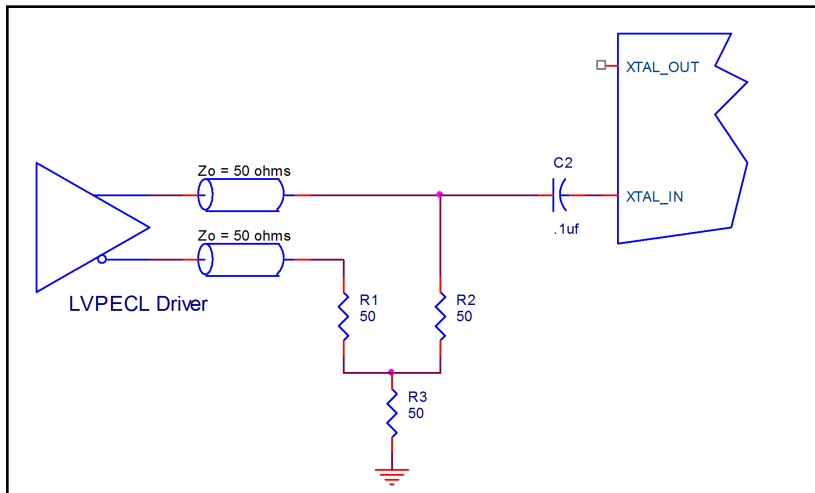 XTAL_OUT
Zo = 50 ohms
C2
XTAL_IN
.1uf
Zo = 50 ohms
LVPECL Driver
R1
50
R2
50
R3
50